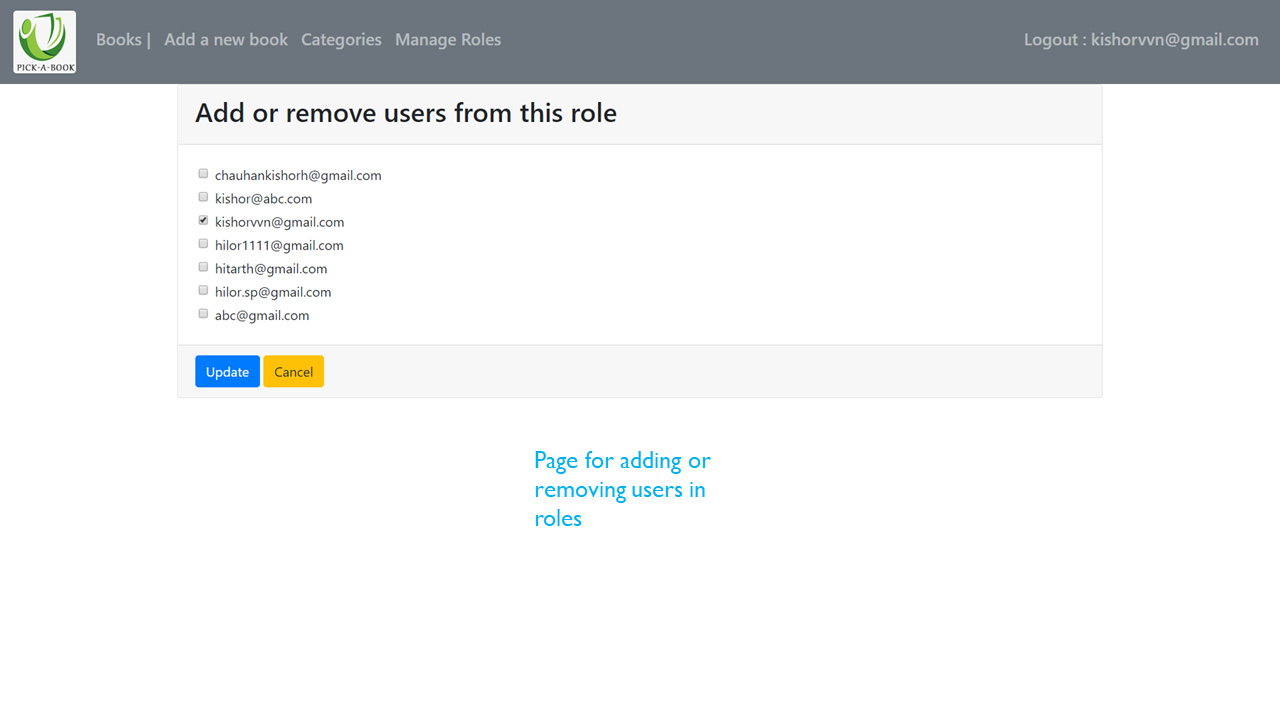 PICK-A-BOOK
Books | Add a new book Categories Manage Roles Logout : kishorvvn@gmail.com
Add or remove users from this role
chauhankishorh@gmail.com
kishor@abc.com
kishorvvn@gmail.com
hilor1111@gmail.com
hitarth@gmail.com
hilor.sp@gmail.com
abc@gmail.com
Update Cancel
Page for adding or
removing users in
roles